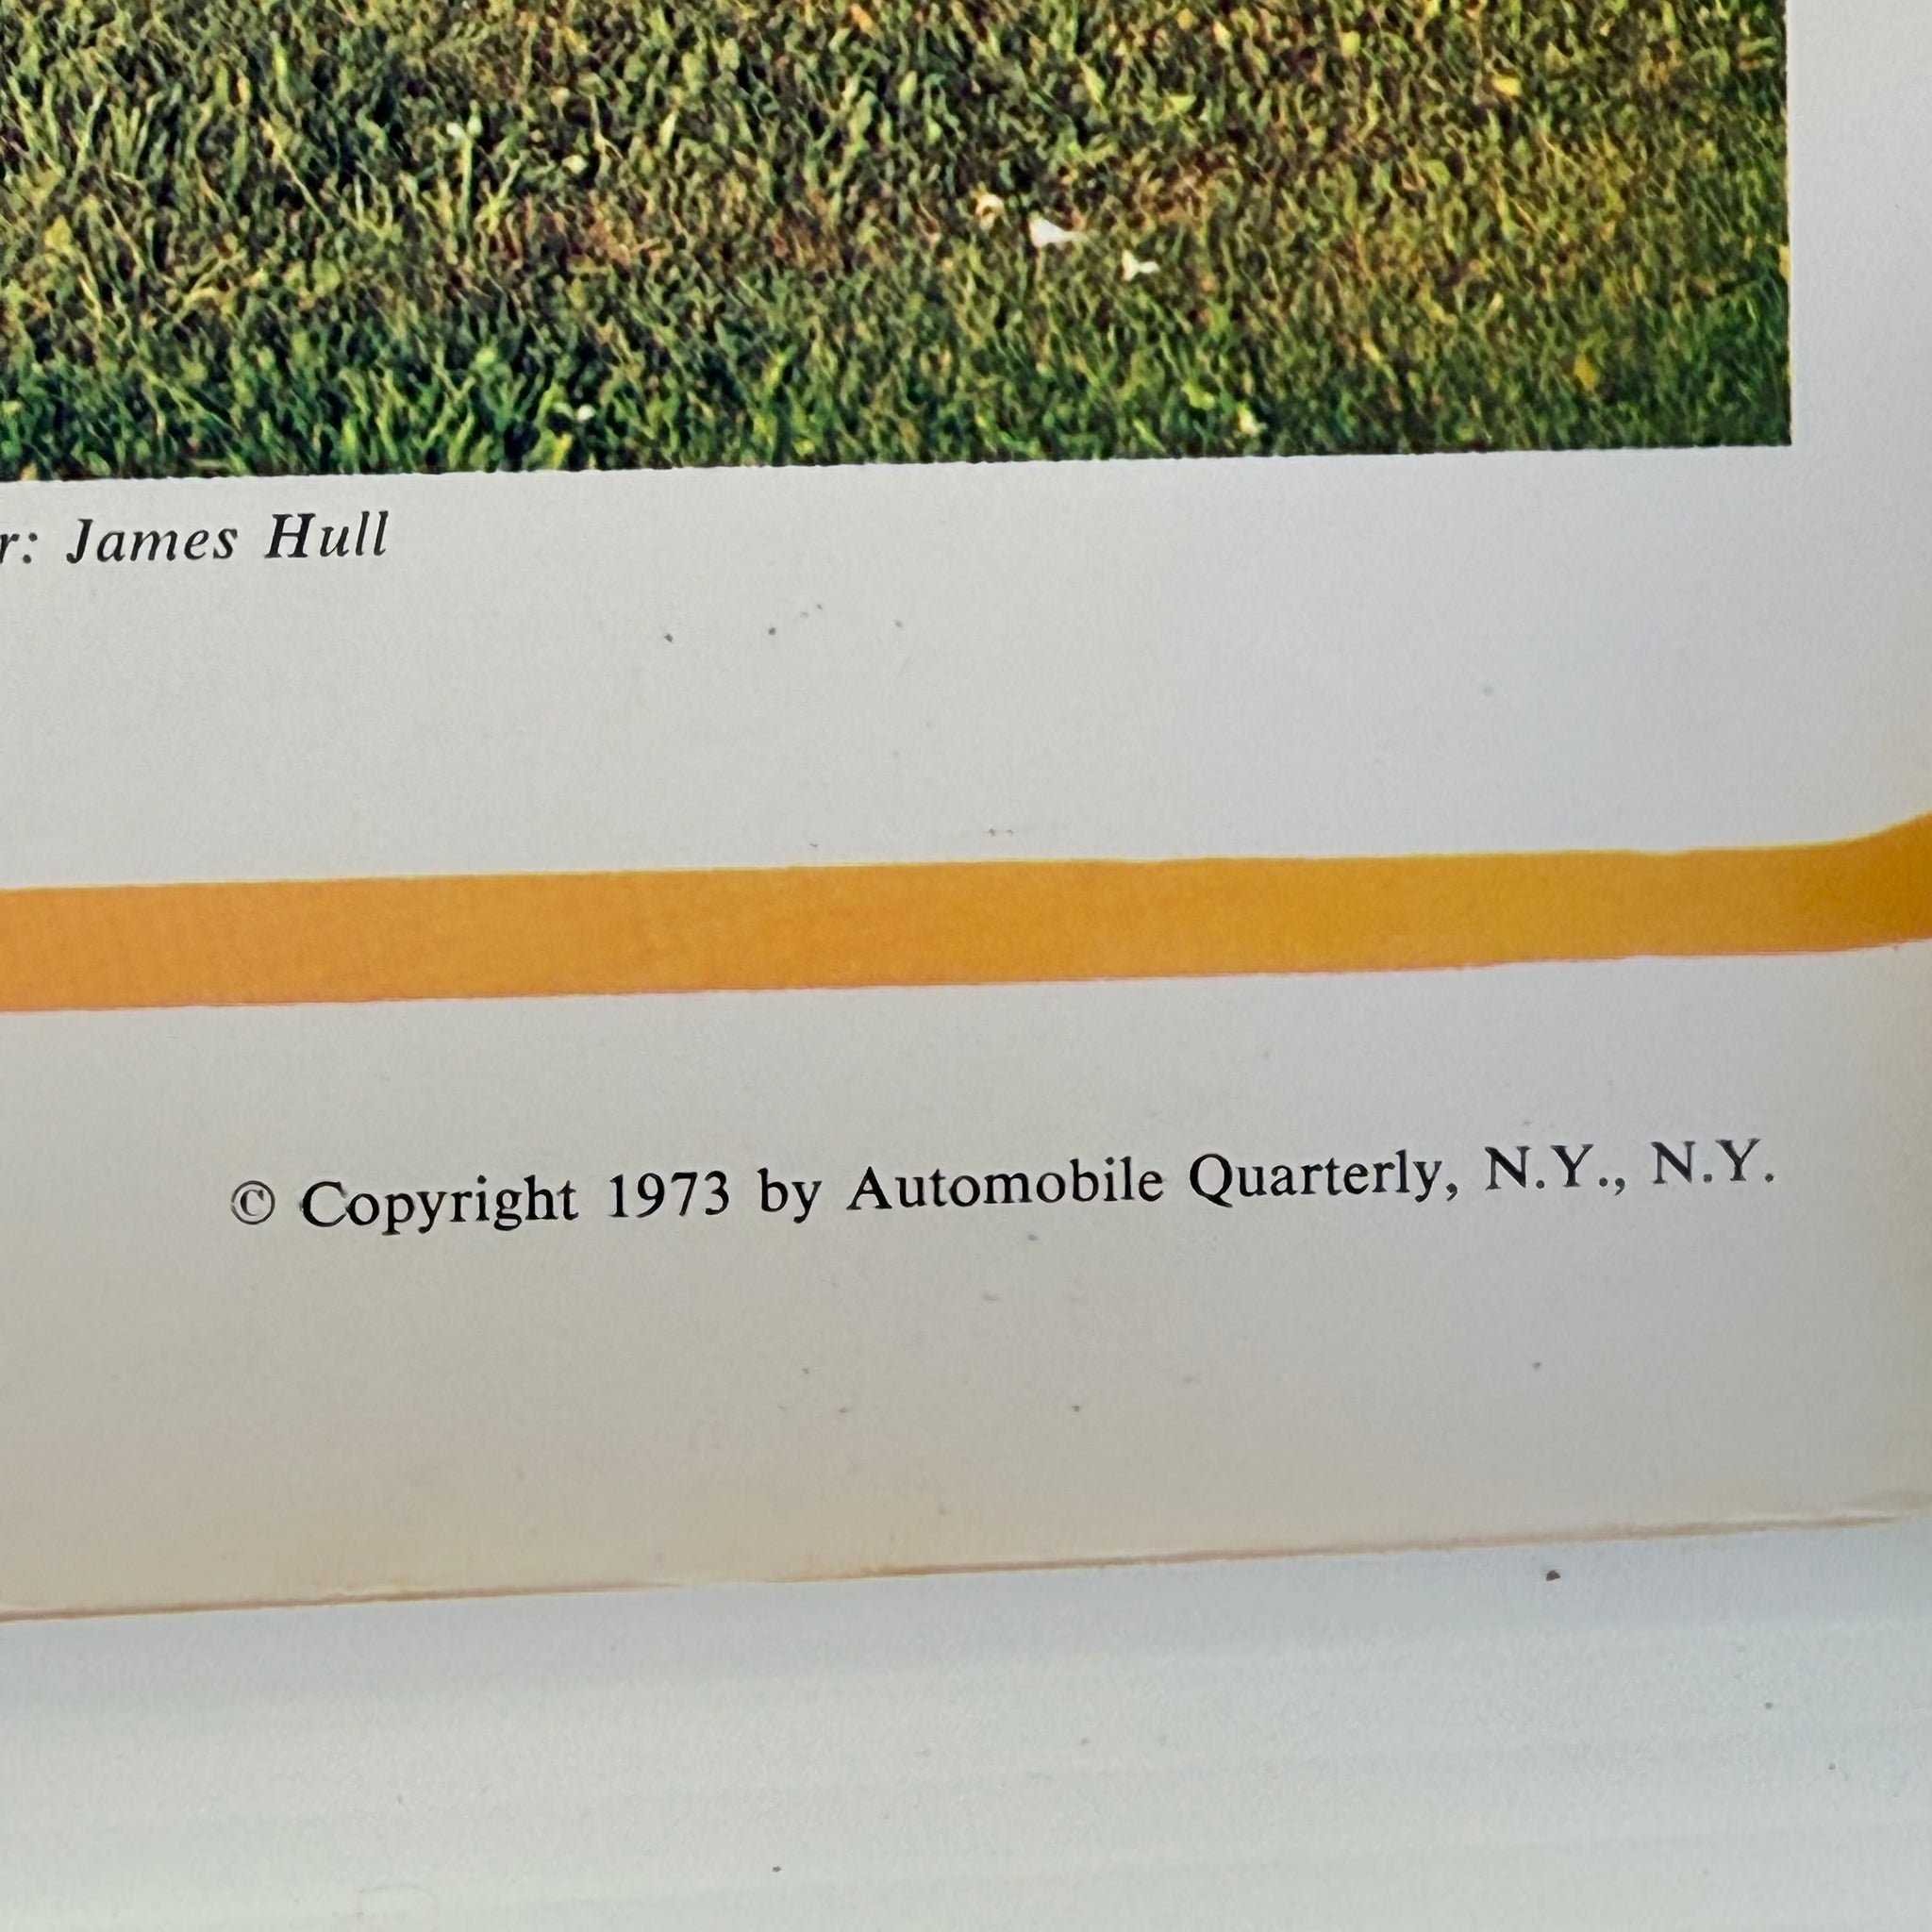 r: James Hull
© Copyright 1973 by Automobile Quarterly, N.Y., N.Y.